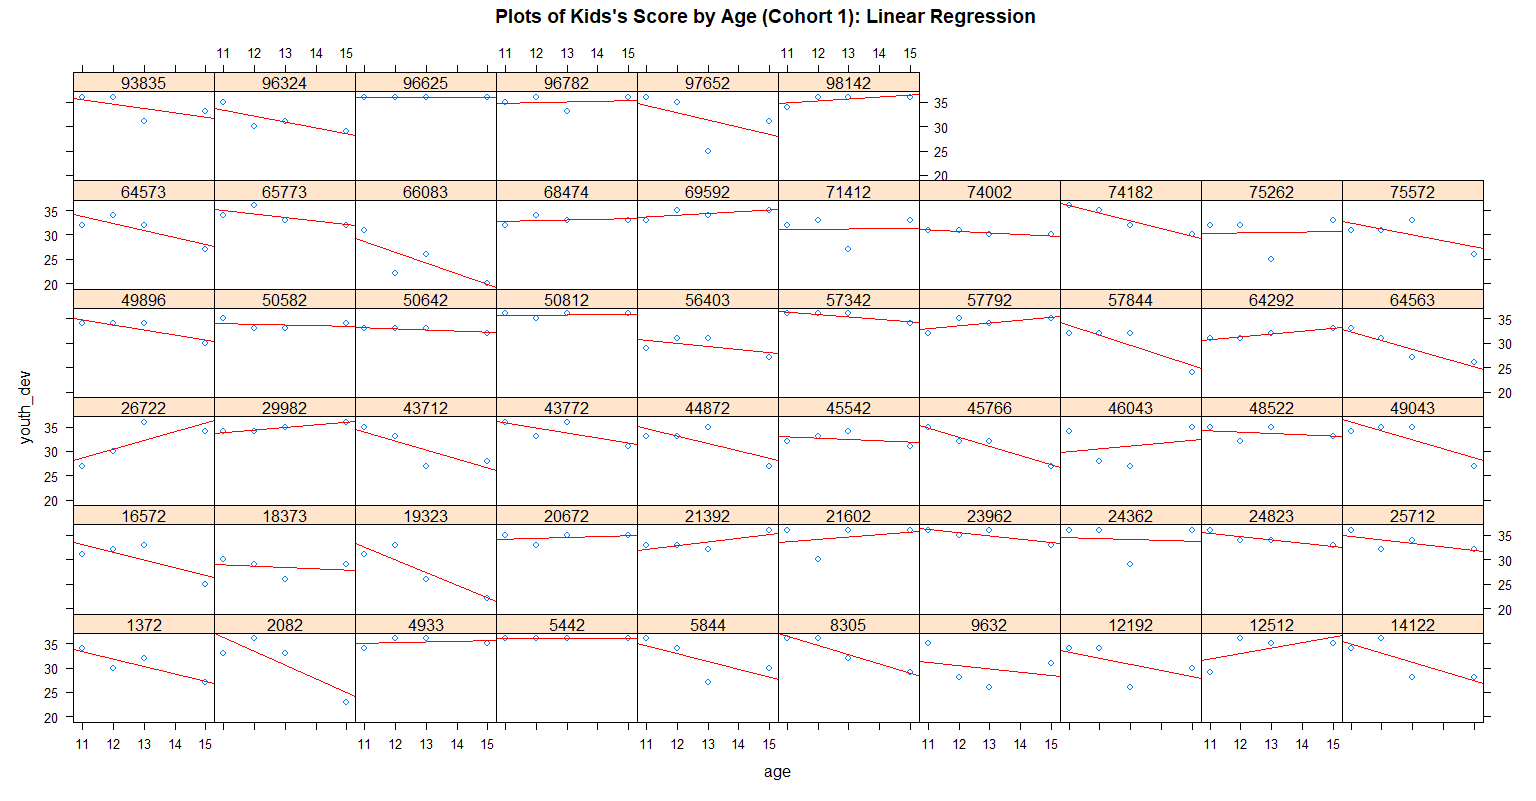 Plots of Kids's Score by Age (Cohort 1): Linear Regression
11 12 13 14 15 11 12 13 14 15 11 12 13 14 15
93835 96324 96625 96782 97652 98142
35
30
25
20
64573 65773 66083 68474 69592 71412 74002 74182 75262 75572
35
30
25
20
49896 50582 50642 50812 56403 57342 57792 57844 64292 64563
35
30
25
20
26722 29982 43712 43772 44872 45542 45766 46043 48522 49043
35
30
25
20
16572 18373 19323 20672 21392 21602 23962 24362 24823 25712
35
30
25
20
1372 2082 4933 5442 5844 8305 9632 12192 12512 14122
35
30
25
20
11 12 13 14 15 11 12 13 14 15 11 12 13 14 15 11 12 13 14 15 11 12 13 14 15
youth_dev
age